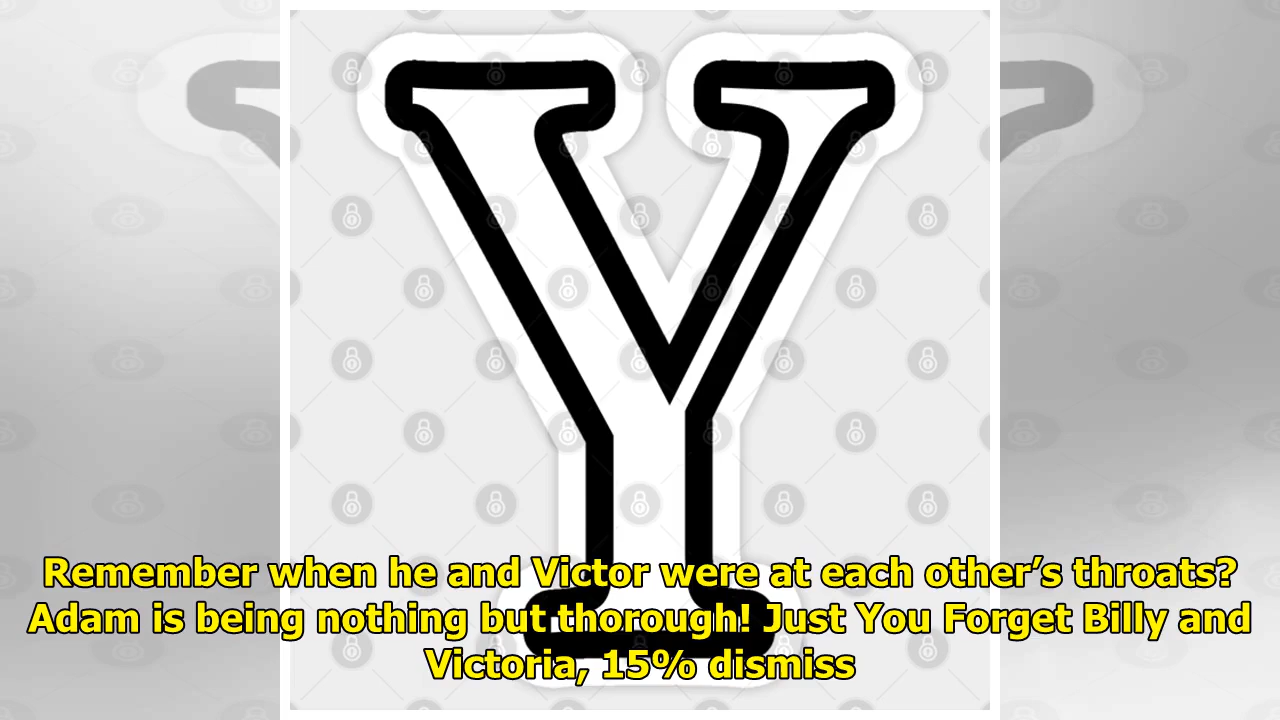 Y
Remember when he and Victor were at each other’s throats?
Adam is being nothing but thorough! Just You Forget Billy and
Victoria, 15% dismiss